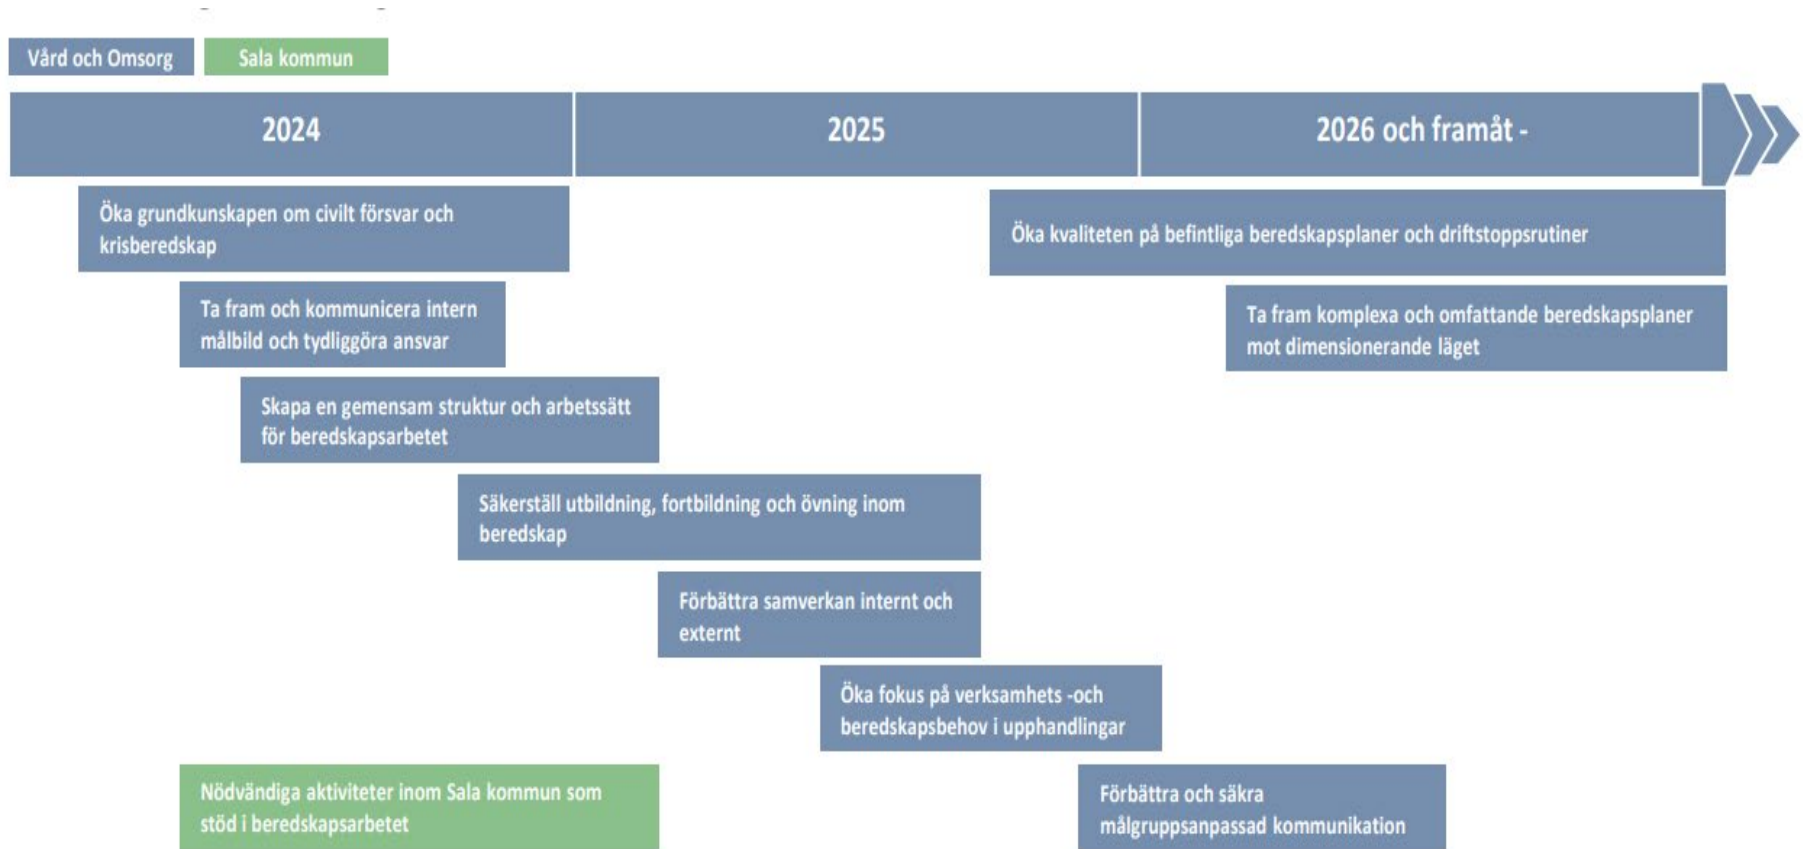 Vård och Omsorg
Sala kommun
2024
2025
2026 och framåt -
Öka grundkunskapen om civilt försvar och
krisberedskap
Öka kvaliteten på befintliga beredskapsplaner och driftstoppsrutiner
Ta fram och kommunicera intern
målbild och tydliggöra ansvar
Ta fram komplexa och omfattande beredskapsplaner
mot dimensionerande läget
Skapa en gemensam struktur och arbetssätt
för beredskapsarbetet
Säkerställ utbildning, fortbildning och övning inom
beredskap
Förbättra samverkan internt och
externt
Öka fokus på verksamhets -och
beredskapsbehov i upphandlingar
Nödvändiga aktiviteter inom Sala kommun som
stöd i beredskapsarbetet
Förbättra och säkra
målgruppsanpassad kommunikation